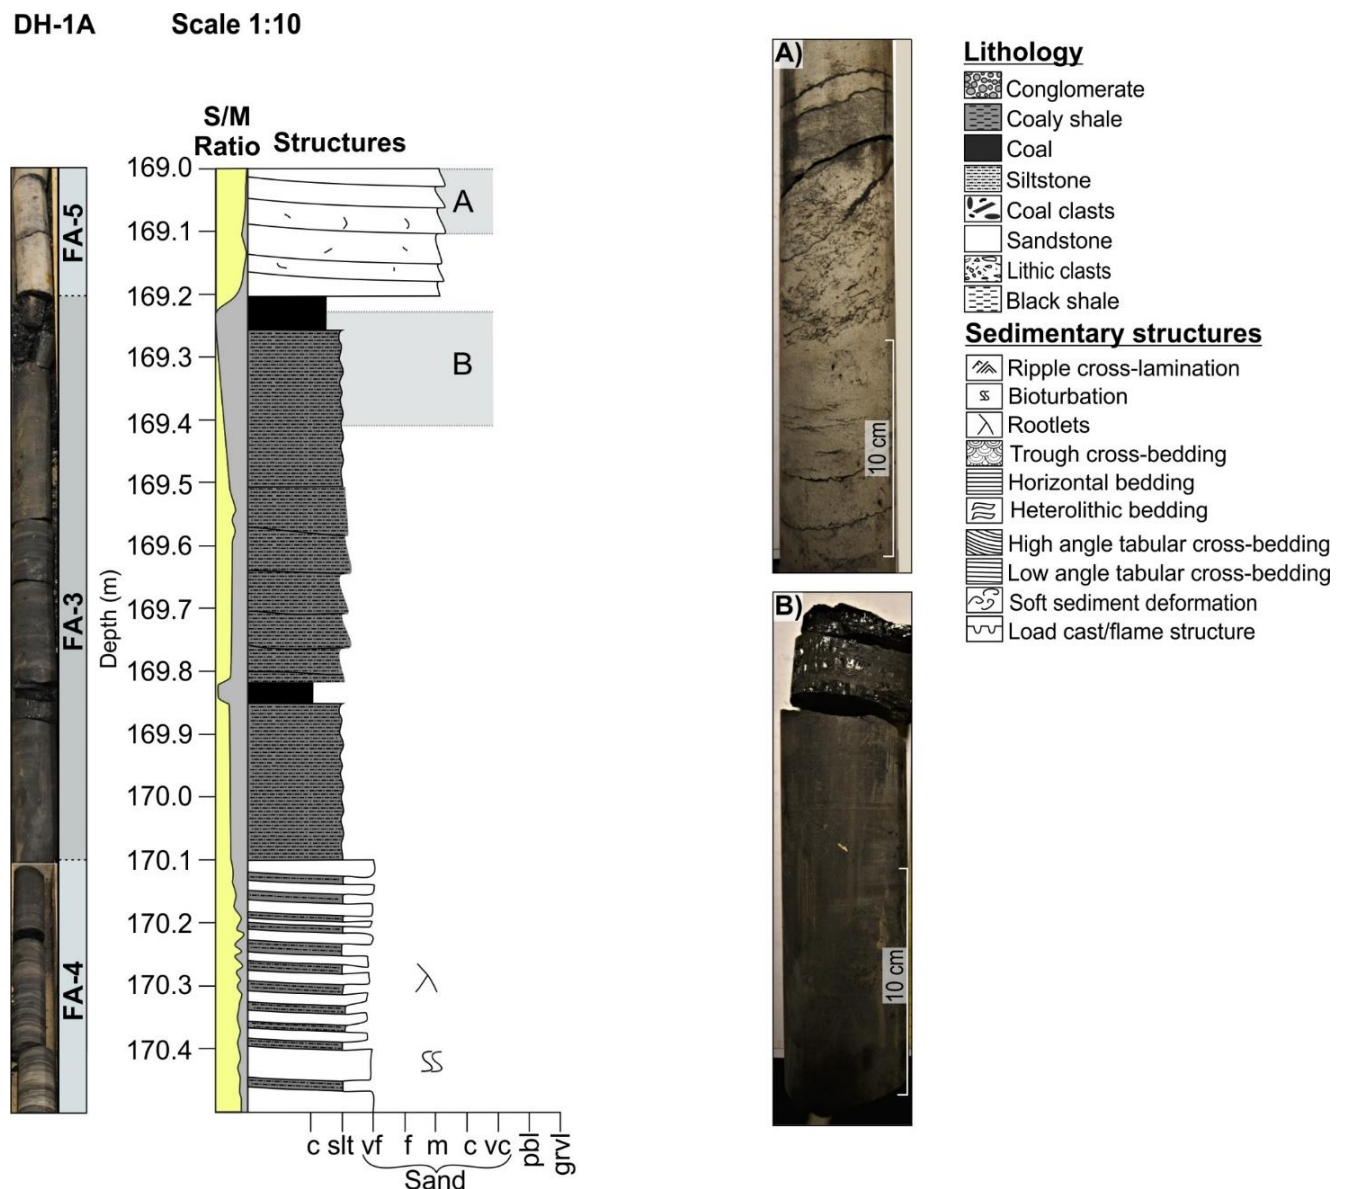 DH-1A Scale 1:10
S/M
Ratio Structures
FA-5
FA-3
FA-4
Depth (m)
169.0
169.1
169.2
169.3
169.4
169.5
169.6
169.7
169.8
169.9
170.0
170.1
170.2
170.3
170.4
A
B
c slt vf f m c vc pbl grvl
Sand
A)
10 cm
B)
10 cm
Lithology
Conglomerate
Coaly shale
Coal
Siltstone
Coal clasts
Sandstone
Lithic clasts
Black shale
Sedimentary structures
Ripple cross-lamination
Bioturbation
Rootlets
Trough cross-bedding
Horizontal bedding
Heterolithic bedding
High angle tabular cross-bedding
Low angle tabular cross-bedding
Soft sediment deformation
Load cast/flame structure